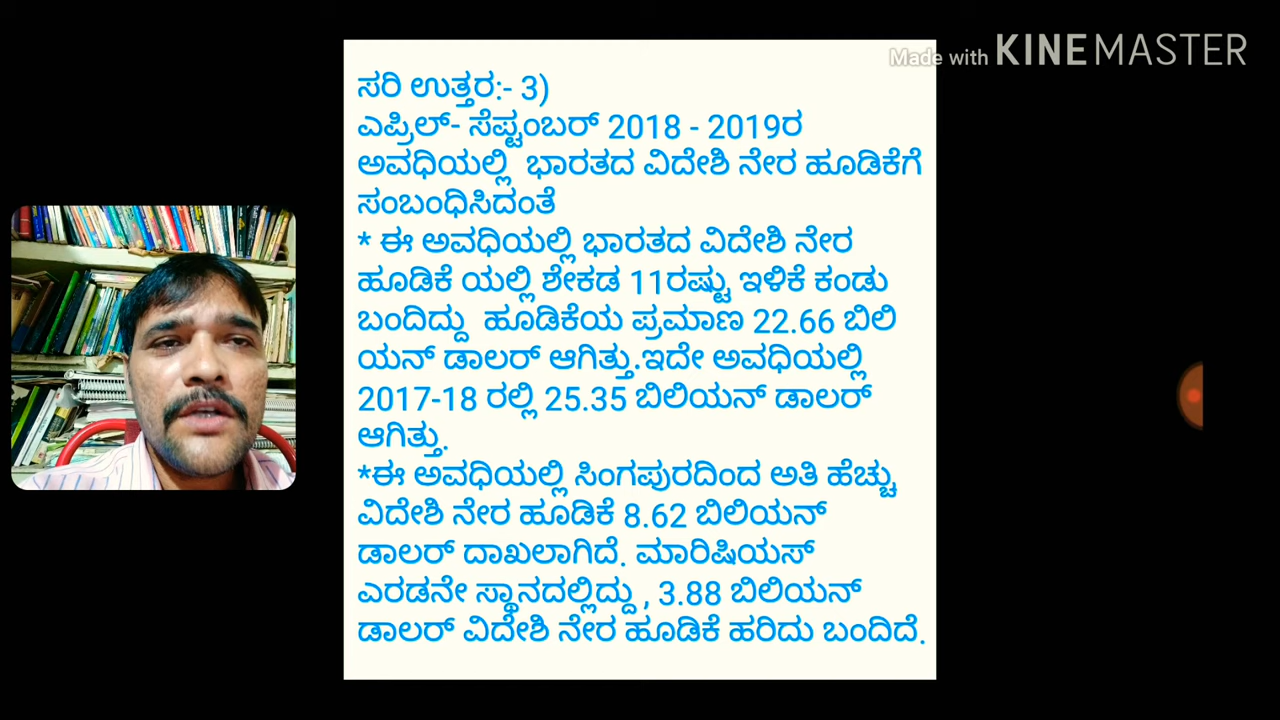 Made with KINEMASTER
ಸರಿ ಉತ್ತರ:- 3)
ಎಪ್ರಿಲ್- ಸೆಪ್ಟಂಬರ್ 2018 - 2019ರ
ಅವಧಿಯಲ್ಲಿ ಭಾರತದ ವಿದೇಶಿ ನೇರ ಹೂಡಿಕೆಗೆ
ಸಂಬಂಧಿಸಿದಂತೆ
* ಈ ಅವಧಿಯಲ್ಲಿ ಭಾರತದ ವಿದೇಶಿ ನೇರ
ಹೂಡಿಕೆ ಯಲ್ಲಿ ಶೇಕಡ 11ರಷ್ಟು ಇಳಿಕೆ ಕಂಡು
ಬಂದಿದ್ದು ಹೂಡಿಕೆಯ ಪ್ರಮಾಣ 22.66 ಬಿಲಿ
ಯನ್ ಡಾಲರ್ ಆಗಿತ್ತು.ಇದೇ ಅವಧಿಯಲ್ಲಿ
2017-18 ರಲ್ಲಿ 25.35 ಬಿಲಿಯನ್ ಡಾಲರ್
ಆಗಿತ್ತು.
*ಈ ಅವಧಿಯಲ್ಲಿ ಸಿಂಗಪುರದಿಂದ ಅತಿ ಹೆಚ್ಚು
ವಿದೇಶಿ ನೇರ ಹೂಡಿಕೆ 8.62 ಬಿಲಿಯನ್
ಡಾಲರ್ ದಾಖಲಾಗಿದೆ. ಮಾರಿಷಿಯಸ್
ಎರಡನೇ ಸ್ಥಾನದಲ್ಲಿದ್ದು , 3.88 ಬಿಲಿಯನ್
ಡಾಲರ್ ವಿದೇಶಿ ನೇರ ಹೂಡಿಕೆ ಹರಿದು ಬಂದಿದೆ.